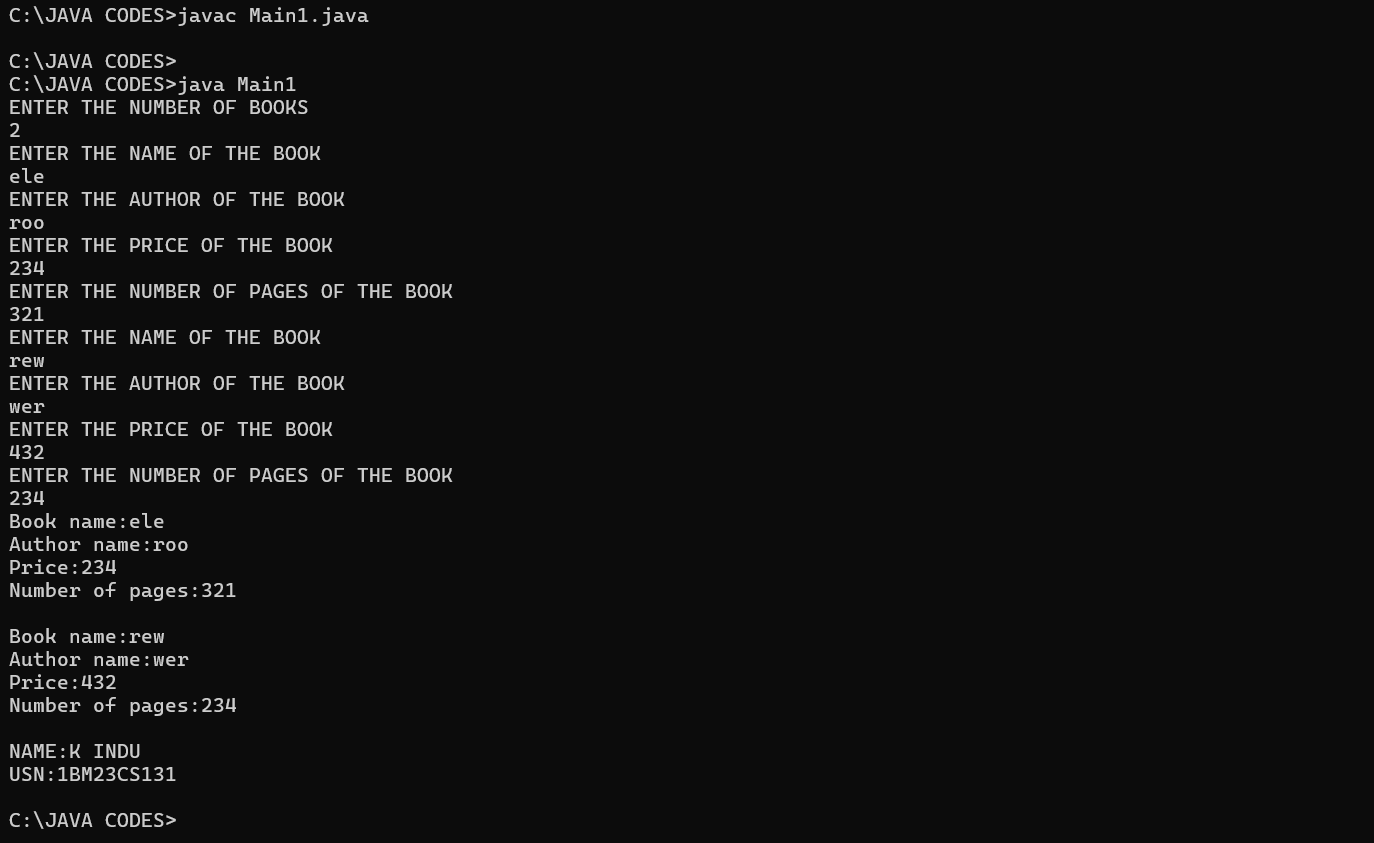 C:\JAVA CODES>javac Main1.java
C:\JAVA CODES>
C:\JAVA CODES>java Main1
ENTER THE NUMBER OF BOOKS
2
ENTER THE NAME OF THE BOOK
ele
ENTER THE AUTHOR OF THE BOOK
roo
ENTER THE PRICE OF THE BOOK
234
ENTER THE NUMBER OF PAGES OF THE BOOK
321
ENTER THE NAME OF THE BOOK
rew
ENTER THE AUTHOR OF THE BOOK
wer
ENTER THE PRICE OF THE BOOK
432
ENTER THE NUMBER OF PAGES OF THE BOOK
234
Book name:ele
Author name:roo
Price:234
Number of pages:321
Book name:rew
Author name:wer
Price:432
Number of pages:234
NAME:K INDU
USN:1BM23CS131
C:\JAVA CODES>